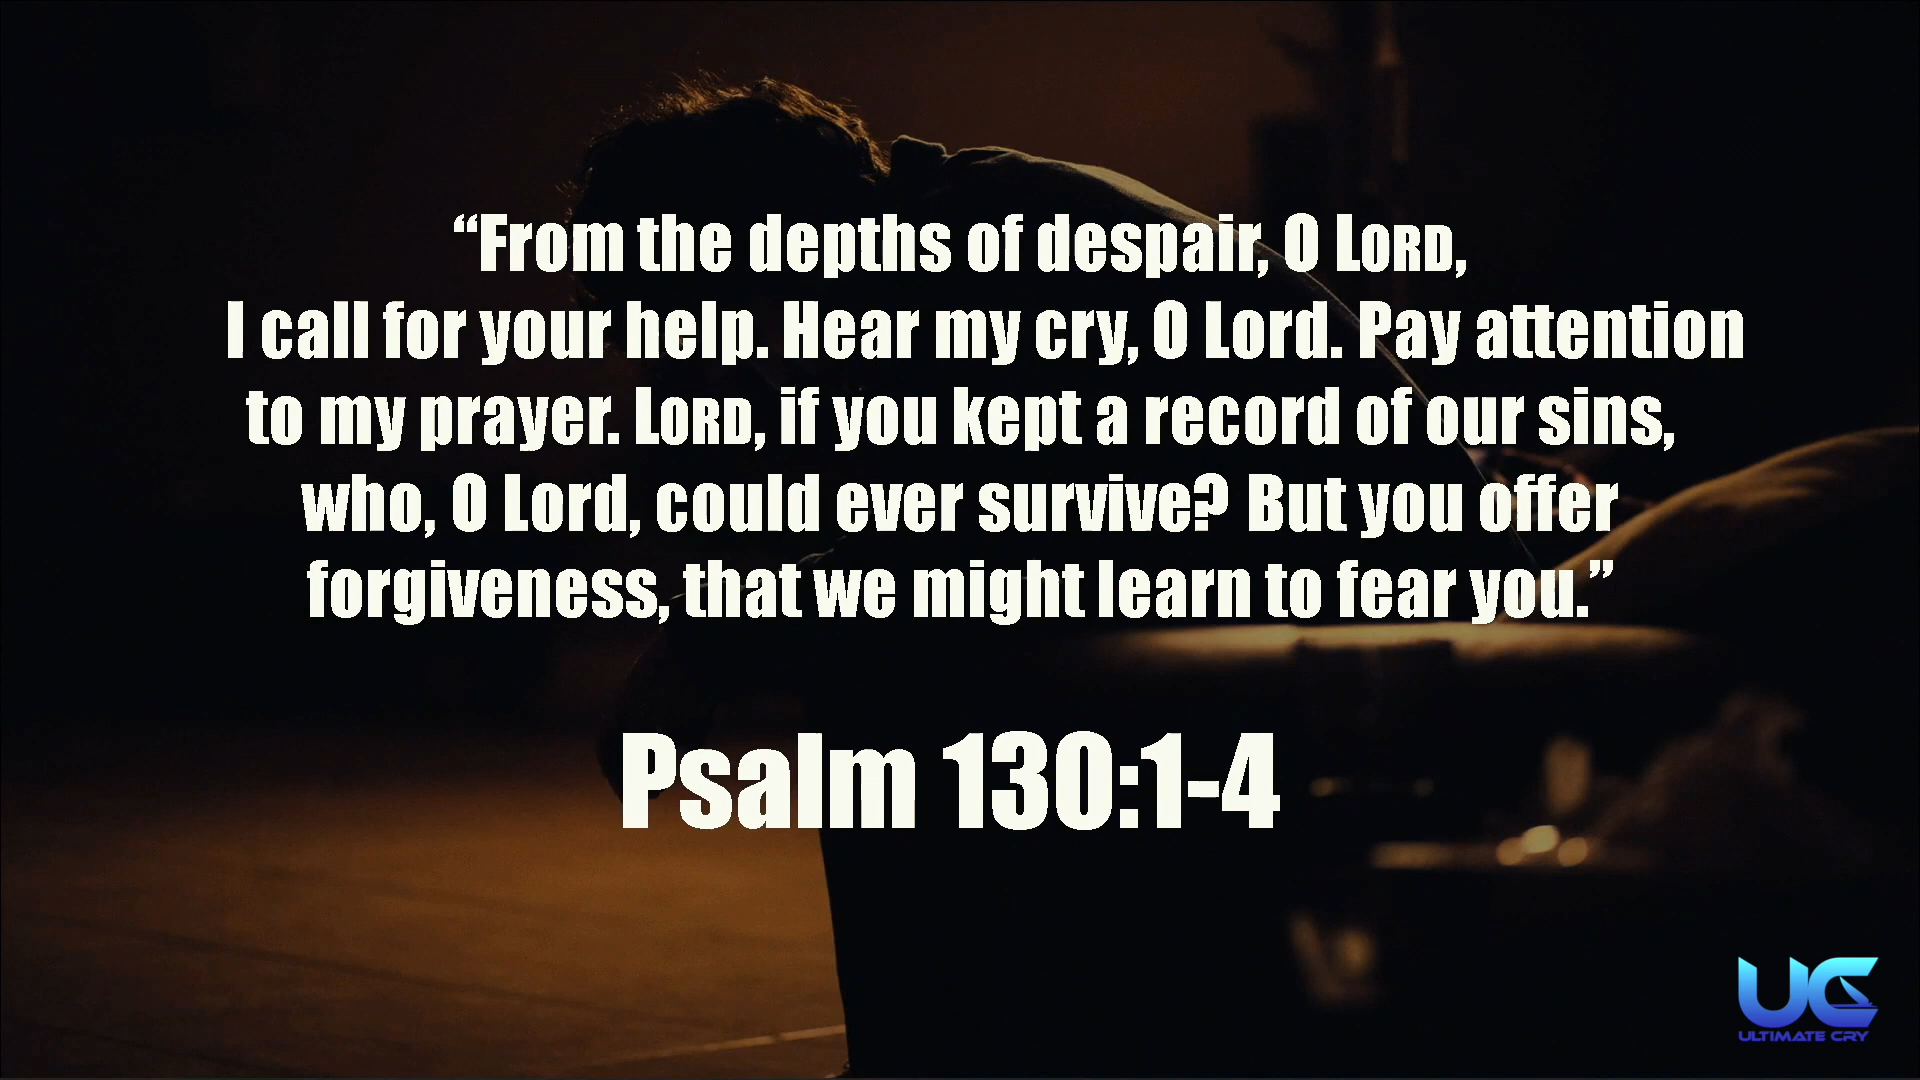 “From the depths of despair, O LORD,
I call for your help. Hear my cry, O Lord. Pay attention
to my prayer. LORD, if you kept a record of our sins,
who, O Lord, could ever survive? But you offer
forgiveness, that we might learn to fear you.”
Psalm 130:1-4
UC
ULTIMATE CRY